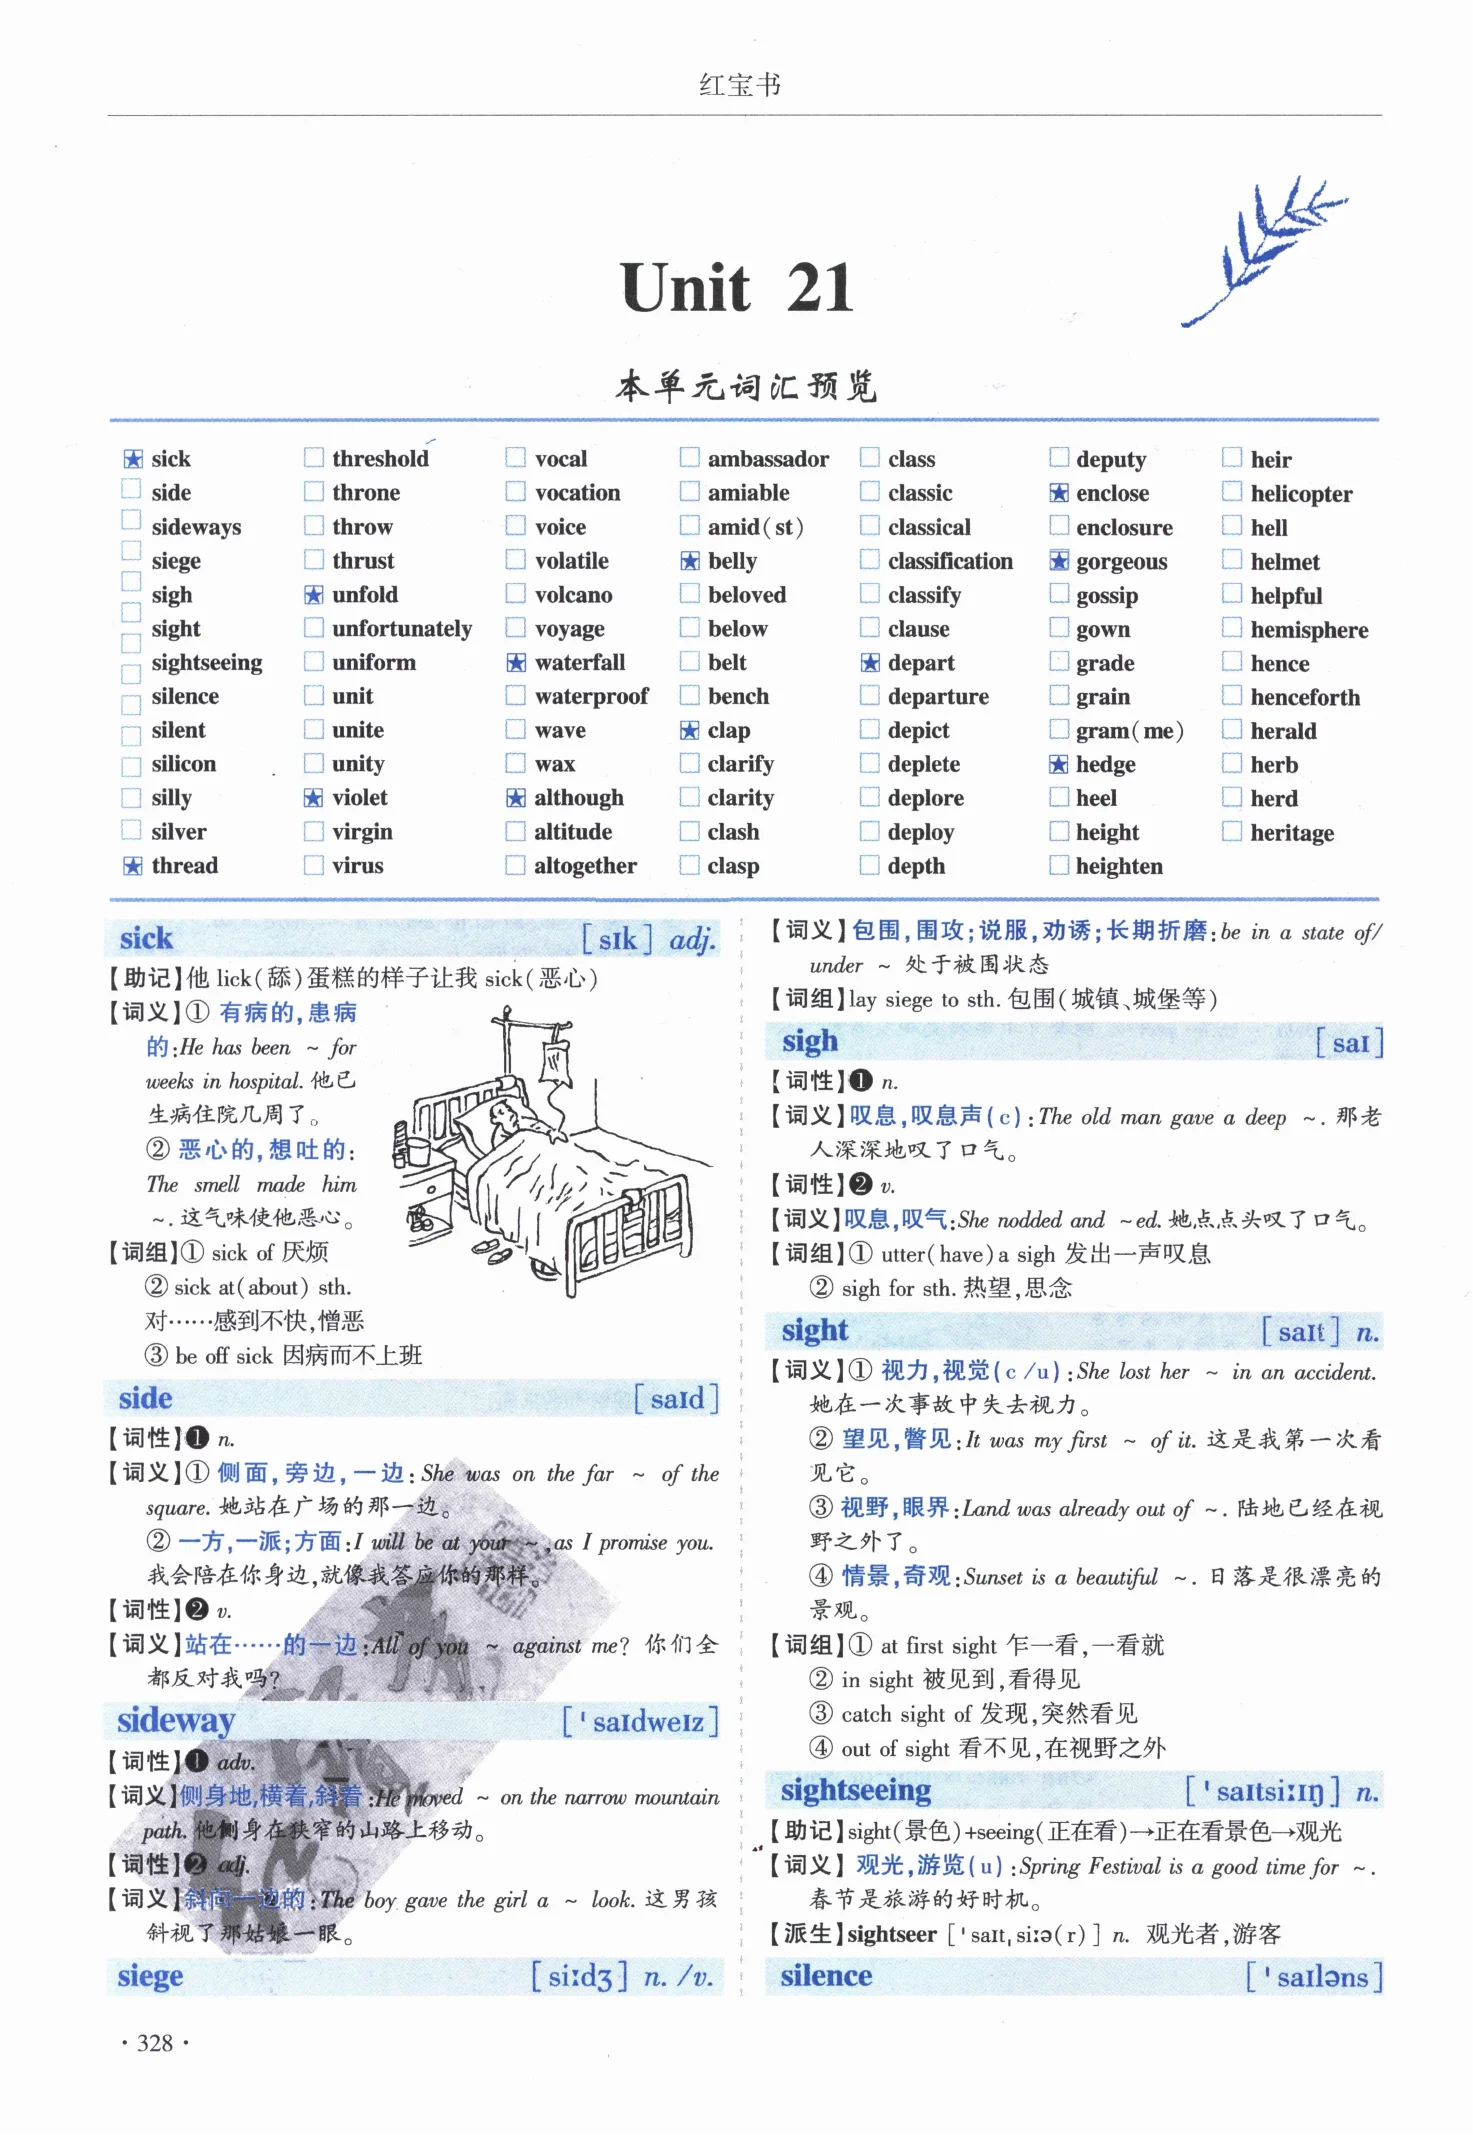 红宝书
Unit 21
本单元词汇预览
★ sick □ threshold □ vocal □ ambassador □ class □ deputy □ heir
□ side □ throne □ vocation □ amiable □ classic ★ enclose □ helicopter
□ sideways □ throw □ voice □ amid(st) □ classical □ enclosure □ hell
□ siege □ thrust □ volatile ★ belly □ classification ★ gorgeous □ helmet
□ sigh ★ unfold □ volcano □ beloved □ classify □ gossip □ helpful
□ sight □ unfortunately □ voyage □ below □ clause □ gown □ hemisphere
□ sightseeing □ uniform ★ waterfall □ belt ★ depart □ grade □ hence
□ silence □ unit □ waterproof □ bench □ departure □ grain □ henceforth
□ silent □ unite □ wave ★ clap □ depict □ gram(me) □ herald
□ silicon □ unity □ wax □ clarify □ deplete ★ hedge □ herb
□ silly ★ violet ★ although □ clarity □ deplore □ heel □ herd
□ silver □ virgin □ altitude □ clash □ deploy □ height □ heritage
★ thread □ virus □ altogether □ clasp □ depth □ heighten
sick [sɪk] adj.
【助记】他 lick(舔)蛋糕的样子让我 sick(恶心)
【词义】① 有病的,患病
的:He has been ~ for
weeks in hospital. 他已
生病住院几周了。
② 恶心的,想吐的:
The smell made him
~. 这气味使他恶心。
【词组】① sick of 厌烦
② sick at(about) sth.
对……感到不快,憎恶
③ be off sick 因病而不上班
side [saɪd]
【词性】❶ n.
【词义】① 侧面,旁边,一边:She was on the far ~ of the
square. 她站在广场的那一边。
② 一方,一派;方面:I will be at your ~,as I promise you.
我会陪在你身边,就像我答应你的那样。
【词性】❷ v.
【词义】站在……的一边:All of you ~ against me? 你们全
都反对我吗?
sideway [ˈsaɪdweɪz]
【词性】❶ adv.
【词义】侧身地,横着,斜着:He moved ~ on the narrow mountain
path. 他侧身在狭窄的山路上移动。
【词性】❷ adj.
【词义】斜向一边的:The boy gave the girl a ~ look. 这男孩
斜视了那姑娘一眼。
siege [siːdʒ] n. /v.
【词义】包围,围攻;说服,劝诱;长期折磨:be in a state of/
under ~ 处于被围状态
【词组】lay siege to sth. 包围(城镇、城堡等)
sigh [saɪ]
【词性】❶ n.
【词义】叹息,叹息声(c):The old man gave a deep ~. 那老
人深深地叹了口气。
【词性】❷ v.
【词义】叹息,叹气:She nodded and ~ed. 她点点头叹了口气。
【词组】① utter(have)a sigh 发出一声叹息
② sigh for sth. 热望,思念
sight [saɪt] n.
【词义】① 视力,视觉(c /u):She lost her ~ in an accident.
她在一次事故中失去视力。
② 望见,瞥见:It was my first ~ of it. 这是我第一次看
见它。
③ 视野,眼界:Land was already out of ~. 陆地已经在视
野之外了。
④ 情景,奇观:Sunset is a beautiful ~. 日落是很漂亮的
景观。
【词组】① at first sight 乍一看,一看就
② in sight 被见到,看得见
③ catch sight of 发现,突然看见
④ out of sight 看不见,在视野之外
sightseeing [ˈsaɪtsiːɪŋ] n.
【助记】sight(景色)+seeing(正在看)→正在看景色→观光
【词义】观光,游览(u):Spring Festival is a good time for ~.
春节是旅游的好时机。
【派生】sightseer [ˈsaɪtˌsiːə(r)] n. 观光者,游客
silence [ˈsaɪləns]
· 328 ·